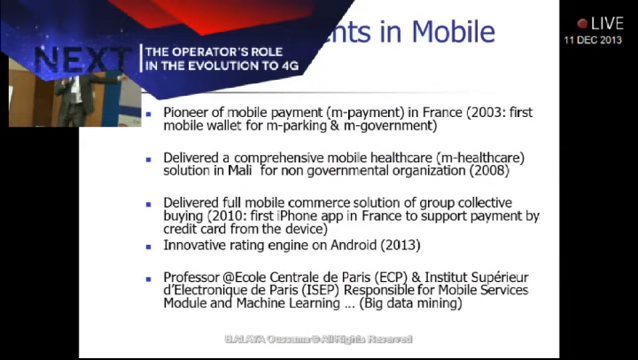 nts in Mobile
LIVE
11 DEC 2013
NEXT
THE OPERATOR'S ROLE
IN THE EVOLUTION TO 4G
Pioneer of mobile payment (m-payment) in France (2003: first
mobile wallet for m-parking & m-government)
Delivered a comprehensive mobile healthcare (m-healthcare)
solution in Mali for non governmental organization (2008)
Delivered full mobile commerce solution of group collective
buying (2010: first iPhone app in France to support payment by
credit card from the device)
Innovative rating engine on Android (2013)
Professor @Ecole Centrale de Paris (ECP) & Institut Supérieur
d'Electronique de Paris (ISEP) Responsible for Mobile Services
Module and Machine Learning ... (Big data mining)
All Rights Reserved